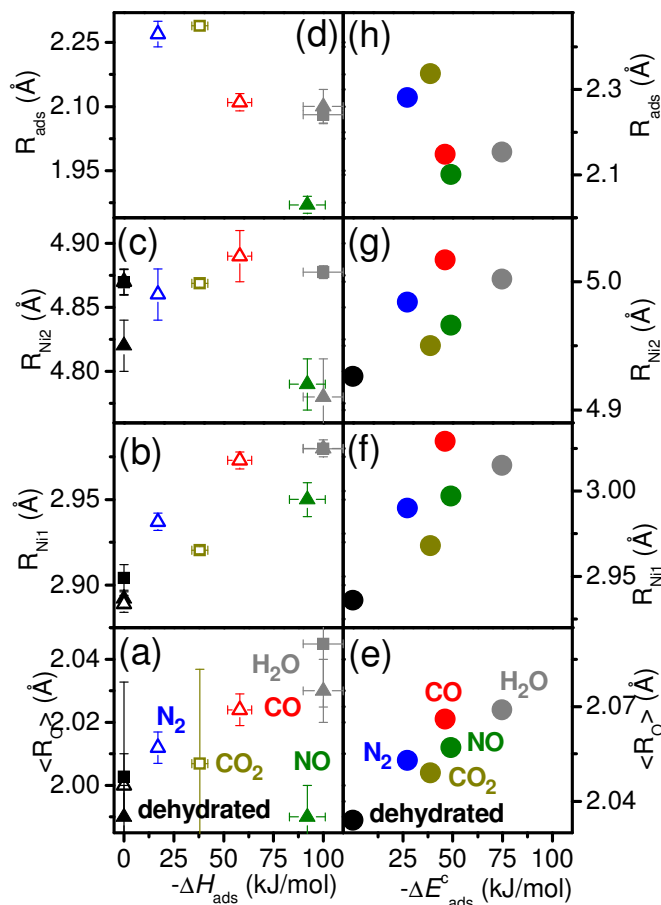 (d)
(h)
2.25
2.10
1.95
R_ads (Å)
2.3
2.1
R_ads (Å)
(c)
(g)
4.90
4.85
4.80
R_Ni2 (Å)
5.0
4.9
R_Ni2 (Å)
(b)
(f)
2.95
2.90
R_Ni1 (Å)
3.00
2.95
R_Ni1 (Å)
(a)
(e)
2.04
2.02
2.00
<R_O> (Å)
N₂
CO₂
CO
H₂O
NO
dehydrated
N₂
CO₂
CO
NO
H₂O
dehydrated
2.07
2.04
<R_O> (Å)
0 25 50 75 100
25 50 75 100
-ΔH_ads (kJ/mol)
-ΔE^c_ads (kJ/mol)